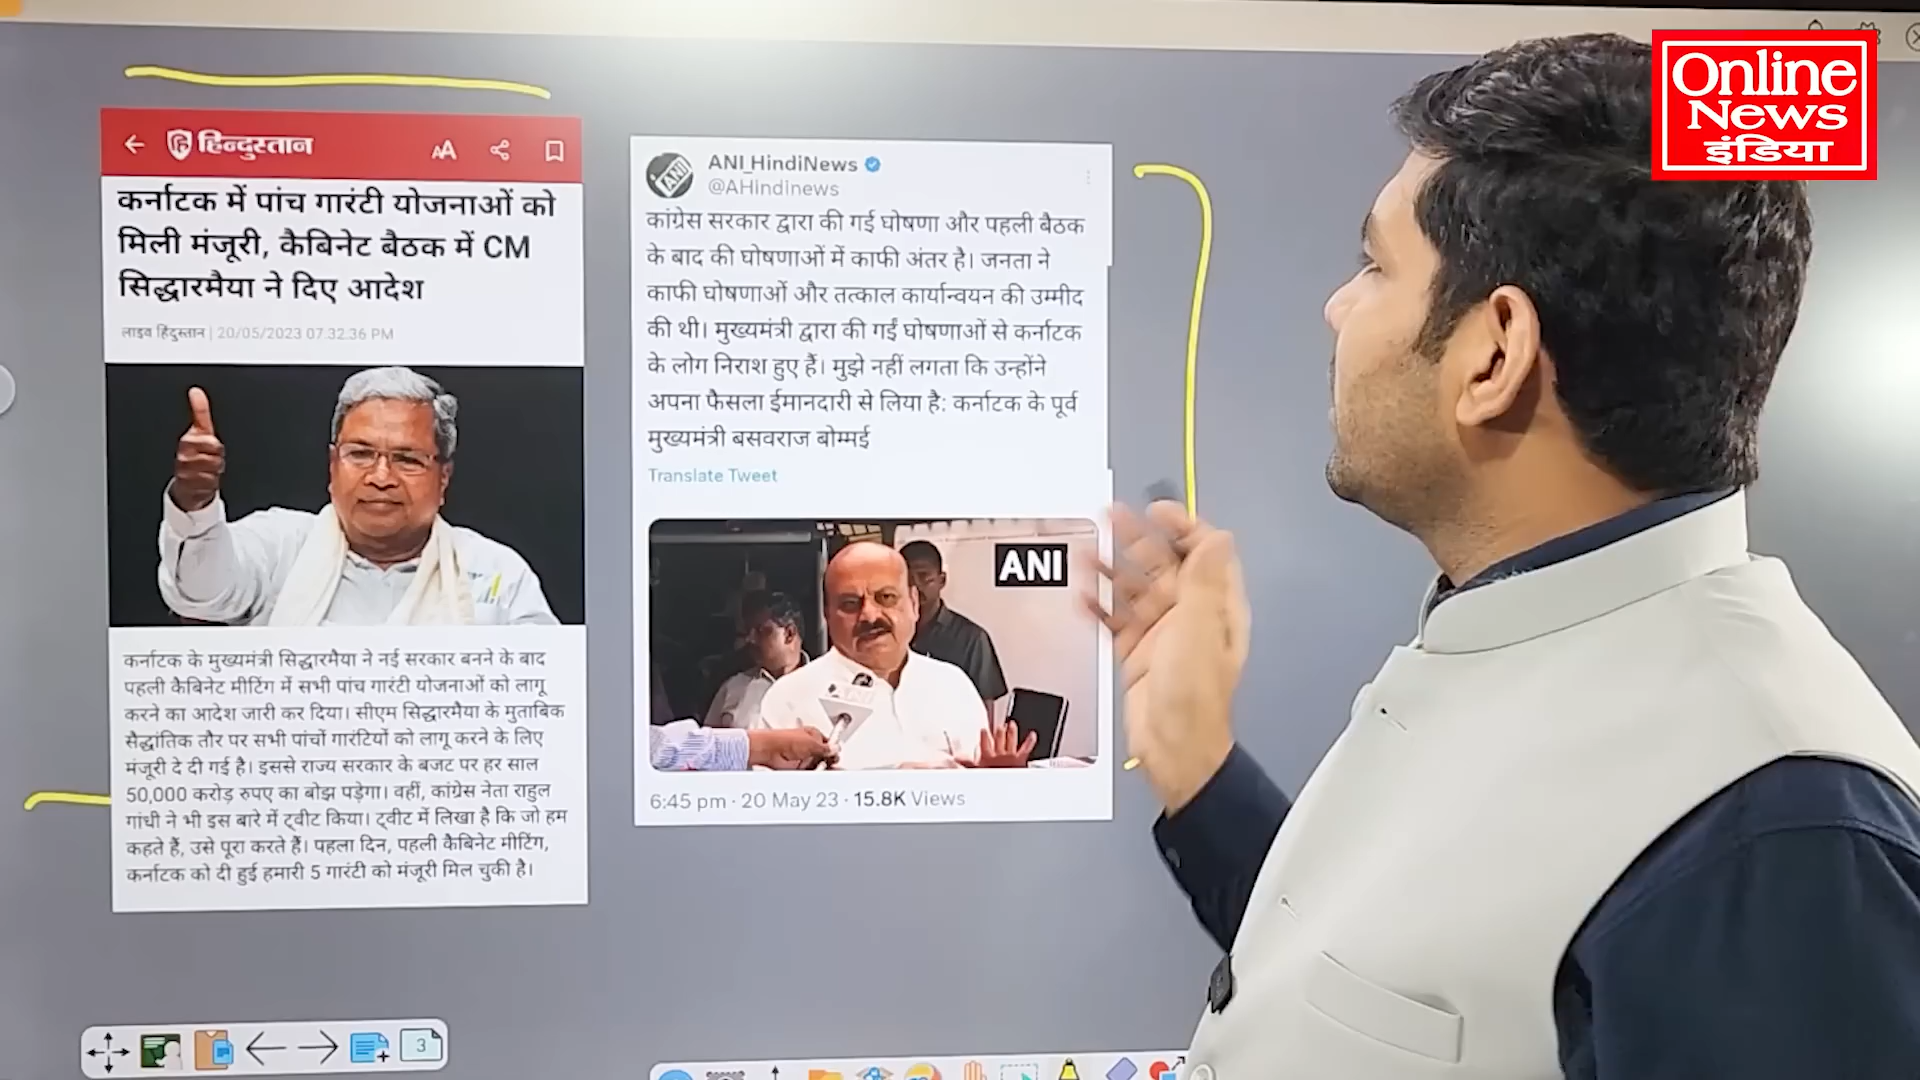 Online
News
इंडिया
हिन्दुस्तान
AA
कर्नाटक में पांच गारंटी योजनाओं को
मिली मंजूरी, कैबिनेट बैठक में CM
सिद्धारमैया ने दिए आदेश
लाइव हिंदुस्तान | 20/05/2023 07:32:36 PM
कर्नाटक के मुख्यमंत्री सिद्धारमैया ने नई सरकार बनने के बाद
पहली कैबिनेट मीटिंग में सभी पांच गारंटी योजनाओं को लागू
करने का आदेश जारी कर दिया। सीएम सिद्धारमैया के मुताबिक
सैद्धांतिक तौर पर सभी पांचों गारंटियों को लागू करने के लिए
मंजूरी दे दी गई है। इससे राज्य सरकार के बजट पर हर साल
50,000 करोड़ रुपए का बोझ पड़ेगा। वहीं, कांग्रेस नेता राहुल
गांधी ने भी इस बारे में ट्वीट किया। ट्वीट में लिखा है कि जो हम
कहते हैं, उसे पूरा करते हैं। पहला दिन, पहली कैबिनेट मीटिंग,
कर्नाटक को दी हुई हमारी 5 गारंटी को मंजूरी मिल चुकी है।
ANI
ANI_HindiNews
@AHindinews
कांग्रेस सरकार द्वारा की गई घोषणा और पहली बैठक
के बाद की घोषणाओं में काफी अंतर है। जनता ने
काफी घोषणाओं और तत्काल कार्यान्वयन की उम्मीद
की थी। मुख्यमंत्री द्वारा की गईं घोषणाओं से कर्नाटक
के लोग निराश हुए हैं। मुझे नहीं लगता कि उन्होंने
अपना फैसला ईमानदारी से लिया है: कर्नाटक के पूर्व
मुख्यमंत्री बसवराज बोम्मई
Translate Tweet
ANI
6:45 pm · 20 May 23 · 15.8K Views
3